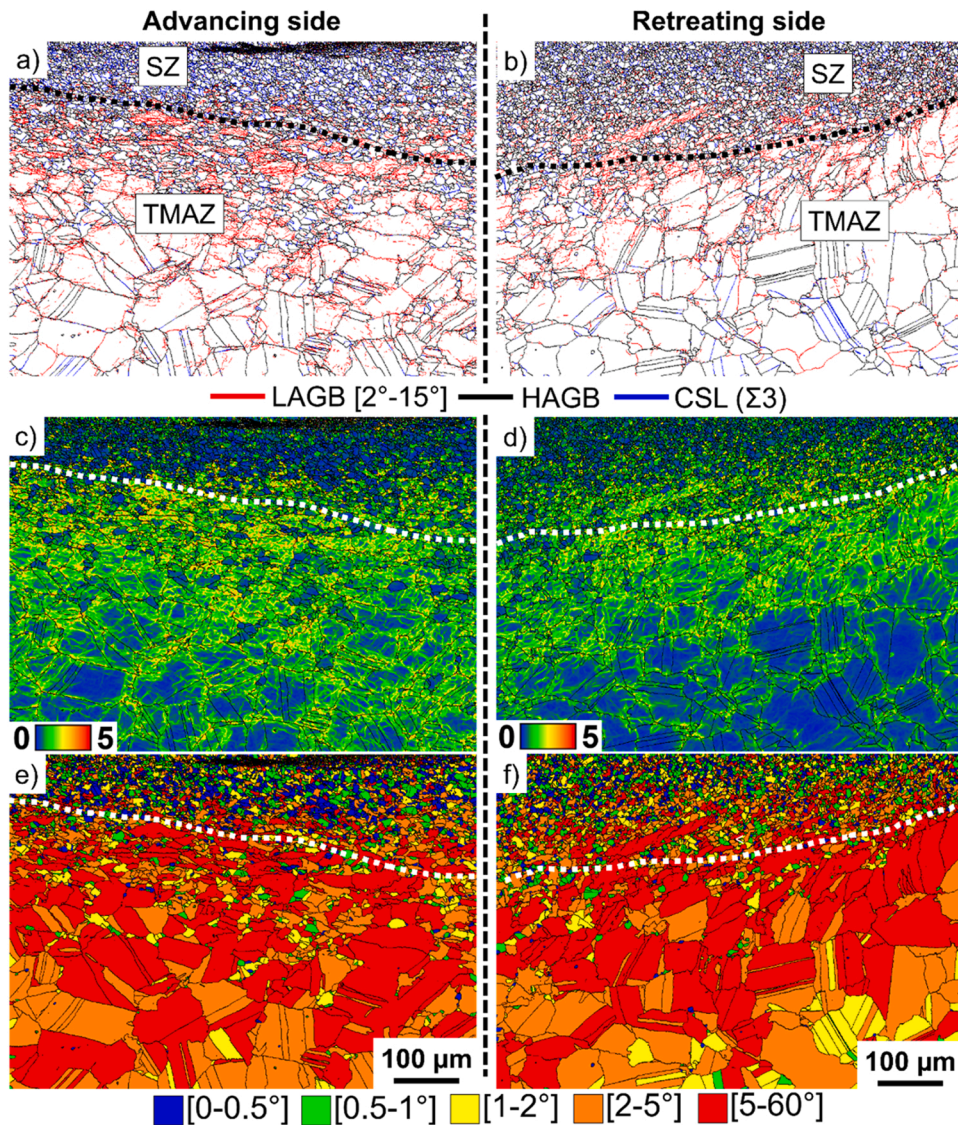 Advancing side
Retreating side
a)
SZ
TMAZ
b)
SZ
TMAZ
LAGB [2°-15°] HAGB CSL (Σ3)
c)
0 5
d)
0 5
e)
100 µm
f)
100 µm
[0-0.5°] [0.5-1°] [1-2°] [2-5°] [5-60°]